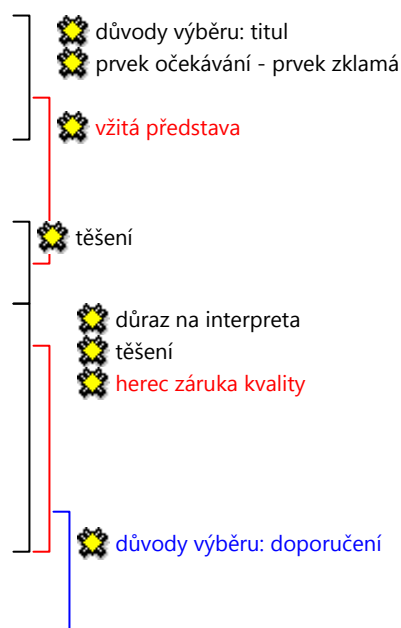 důvody výběru: titul
prvek očekávání - prvek zklamá
vžitá představa
těšení
důraz na interpreta
těšení
herec záruka kvality
důvody výběru: doporučení